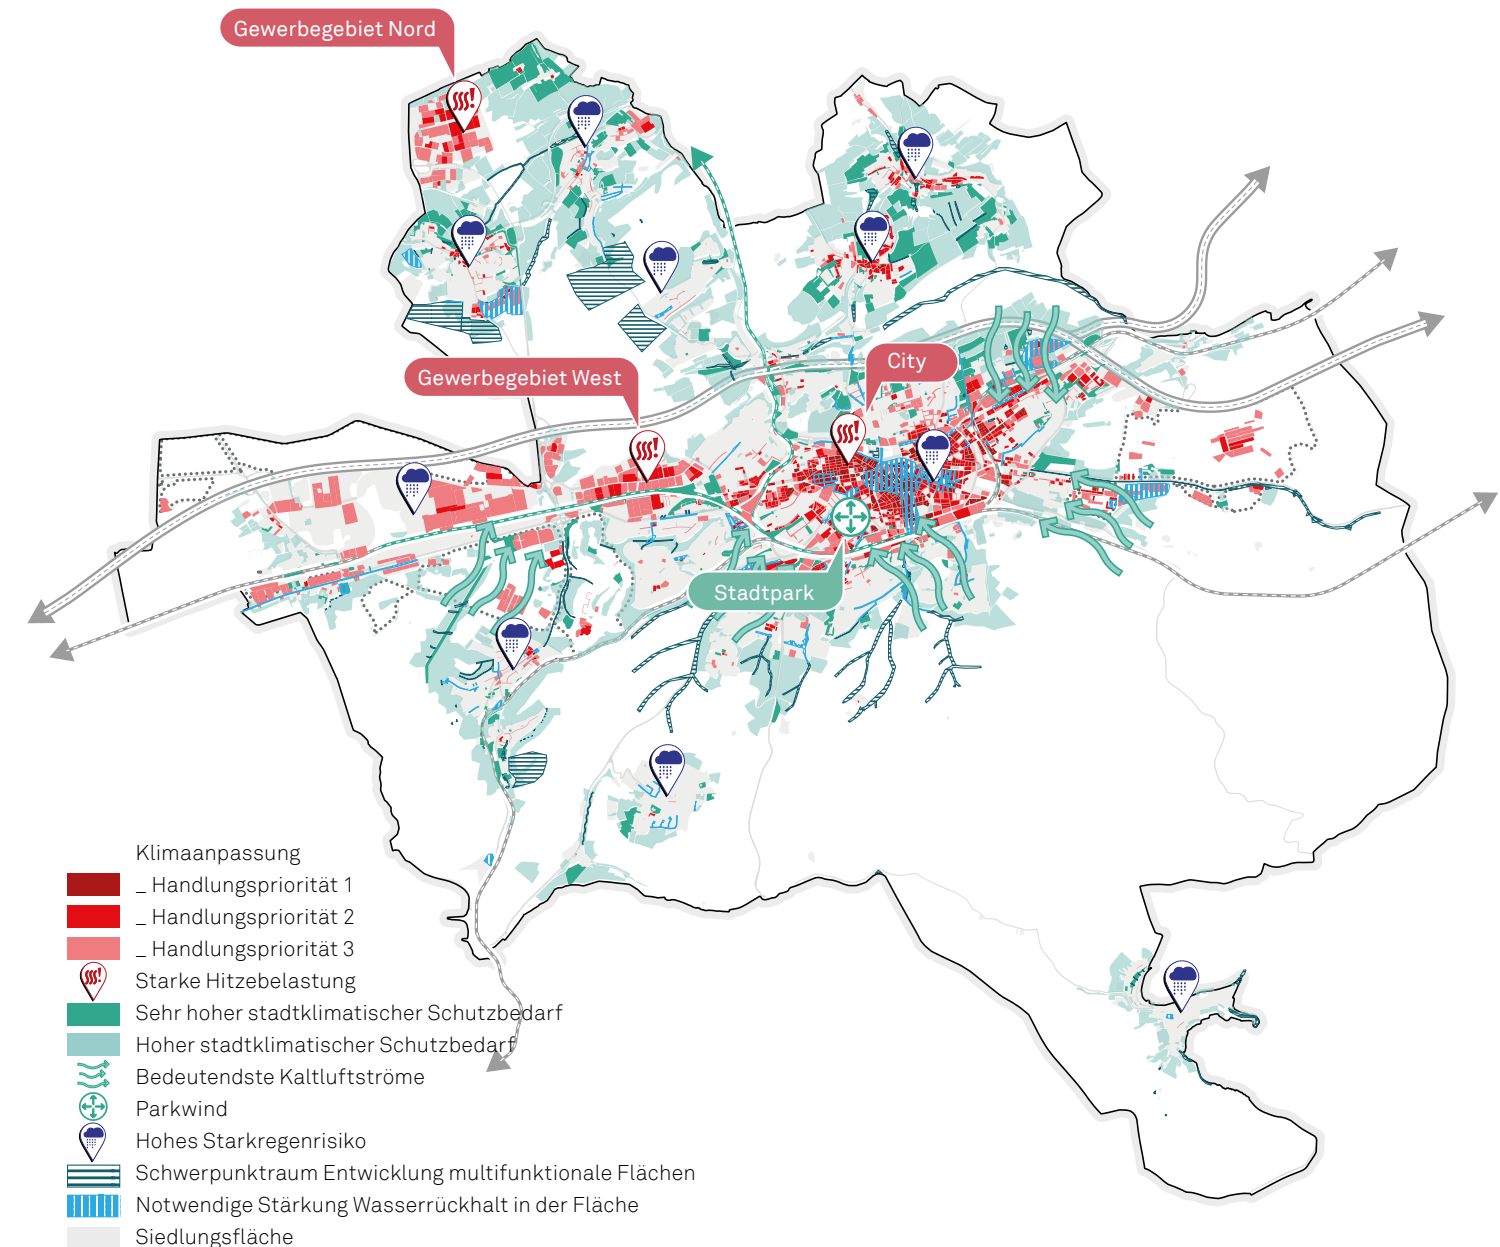 Gewerbegebiet Nord
Gewerbegebiet West
City
Stadtpark
Klimaanpassung
_ Handlungspriorität 1
_ Handlungspriorität 2
_ Handlungspriorität 3
Starke Hitzebelastung
Sehr hoher stadtklimatischer Schutzbedarf
Hoher stadtklimatischer Schutzbedarf
Bedeutendste Kaltluftströme
Parkwind
Hohes Starkregenrisiko
Schwerpunktraum Entwicklung multifunktionale Flächen
Notwendige Stärkung Wasserrückhalt in der Fläche
Siedlungsfläche